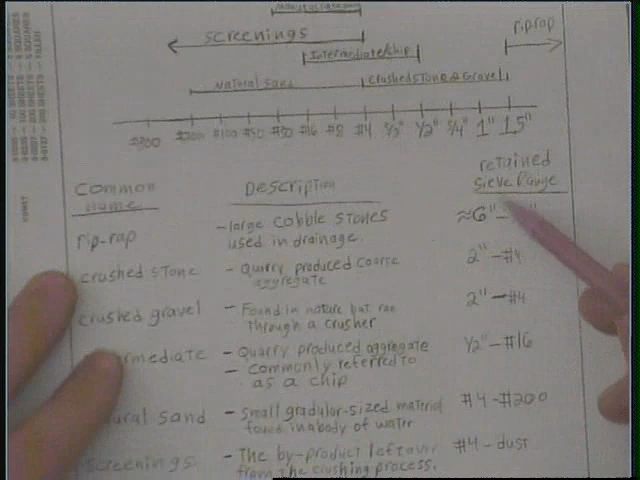 Screenings
rip rap
Intermediate/chip
Natural Sand
crushed stone & Gravel
#200 #100 #50 #30 #16 #8 #4 3/8" 1/2" 3/4" 1" 1.5"
Common Name
Description
retained Sieve Range
rip-rap
-large cobble stones
used in drainage.
≈6"-
crushed stone
- Quarry produced coarse
aggregate
2"-#4
crushed gravel
- Found in nature but ran
through a crusher
2"-#4
rmediate
- Quarry produced aggregate
- commonly referred to
as a chip
1/2"-#16
ural sand
- Small gradular-sized material
found in a body of water
#4-#200
screenings
- The by-product leftover
from the crushing process.
#4-dust